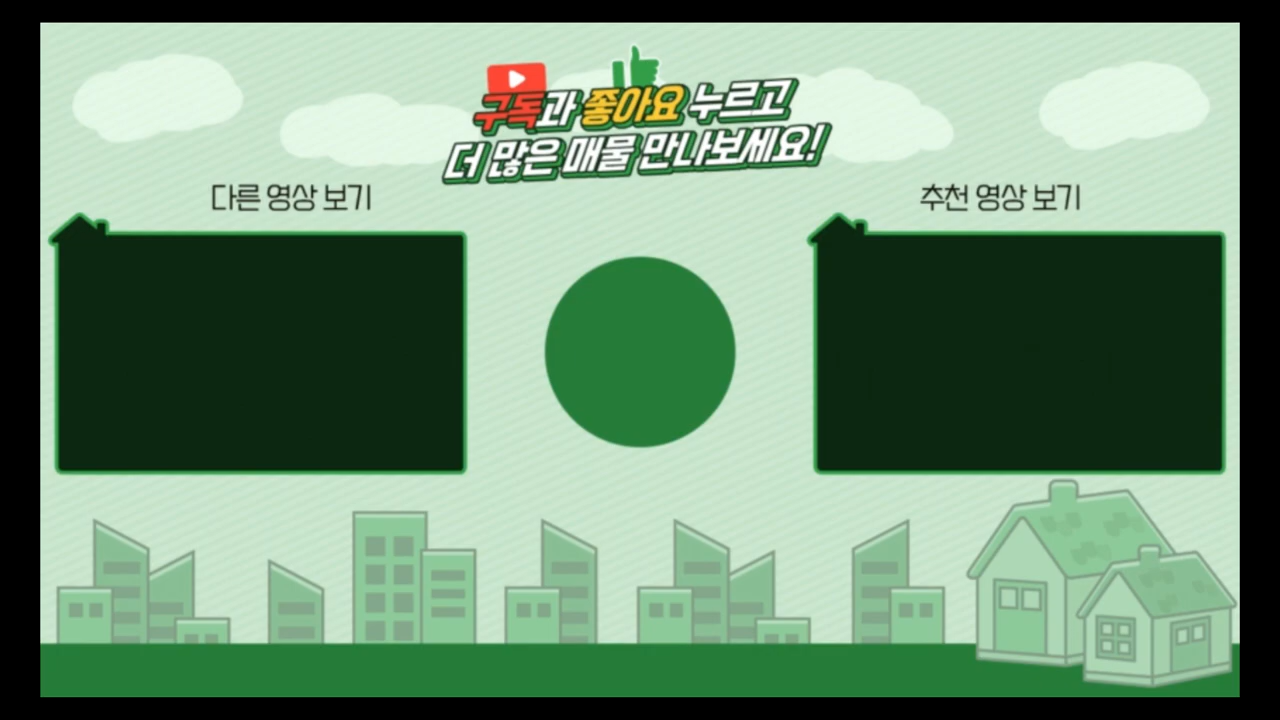 구독과 좋아요 누르고
더 많은 매물 만나보세요!
다른 영상 보기
추천 영상 보기